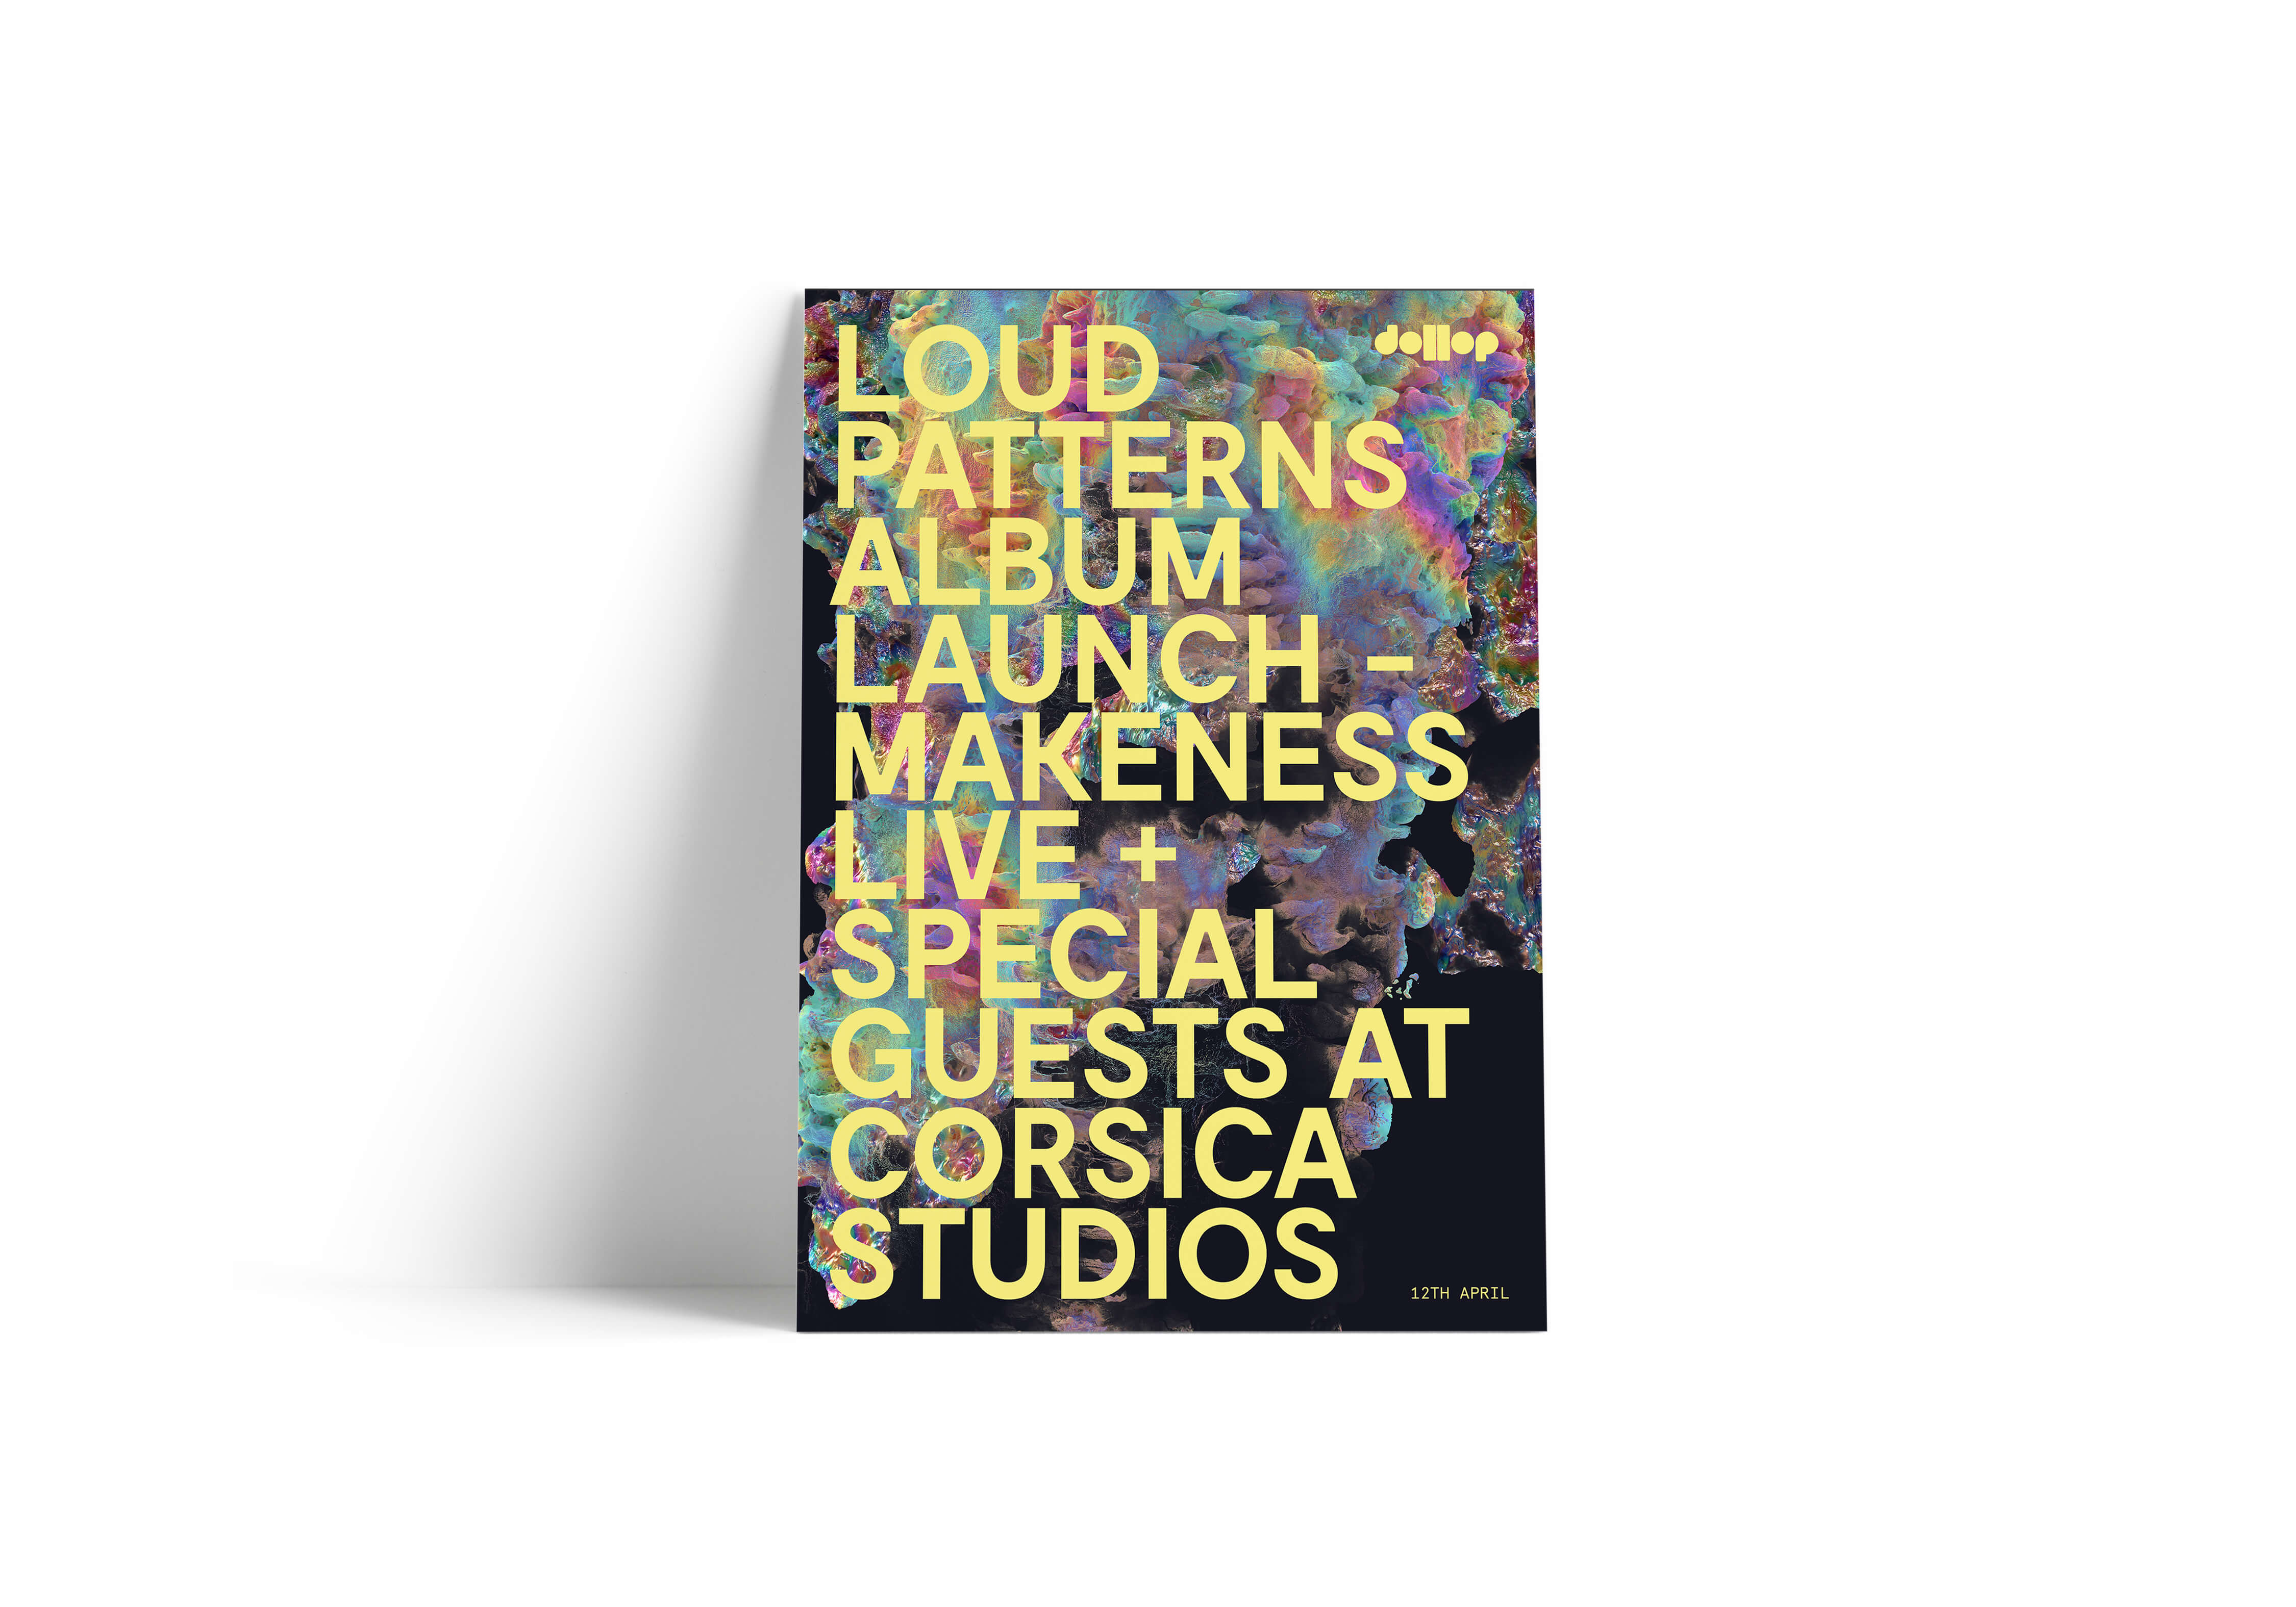 LOUD
dollop
PATTERNS
ALBUM
LAUNCH –
MAKENESS
LIVE +
SPECIAL
GUESTS AT
CORSICA
STUDIOS
12TH APRIL